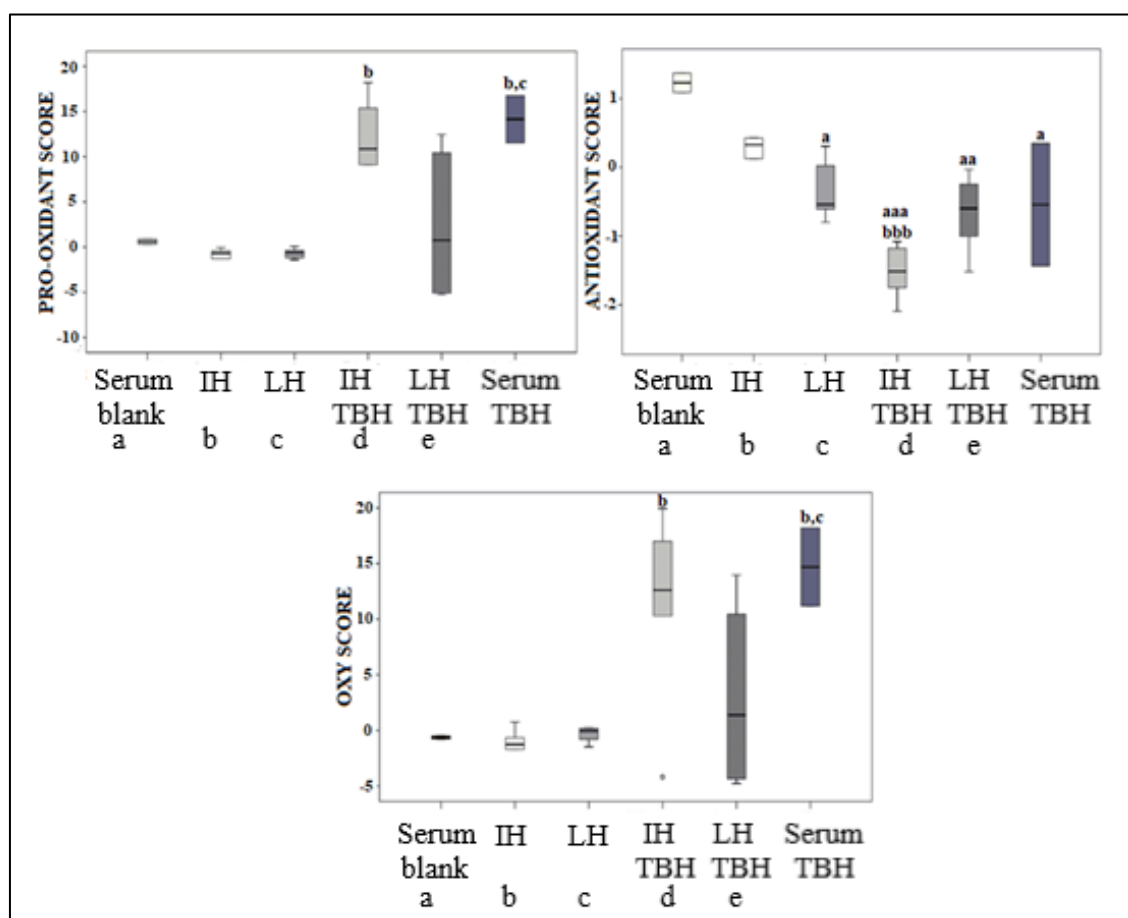 PRO-OXIDANT SCORE
20
15
10
5
0
-5
-10
b
b,c
Serum IH LH IH LH Serum
blank TBH TBH TBH
a b c d e
ANTIOXIDANT SCORE
1
0
-1
-2
a
aaa
bbb
aa
a
Serum IH LH IH LH Serum
blank TBH TBH TBH
a b c d e
OXY SCORE
20
15
10
5
0
-5
b
b,c
Serum IH LH IH LH Serum
blank TBH TBH TBH
a b c d e